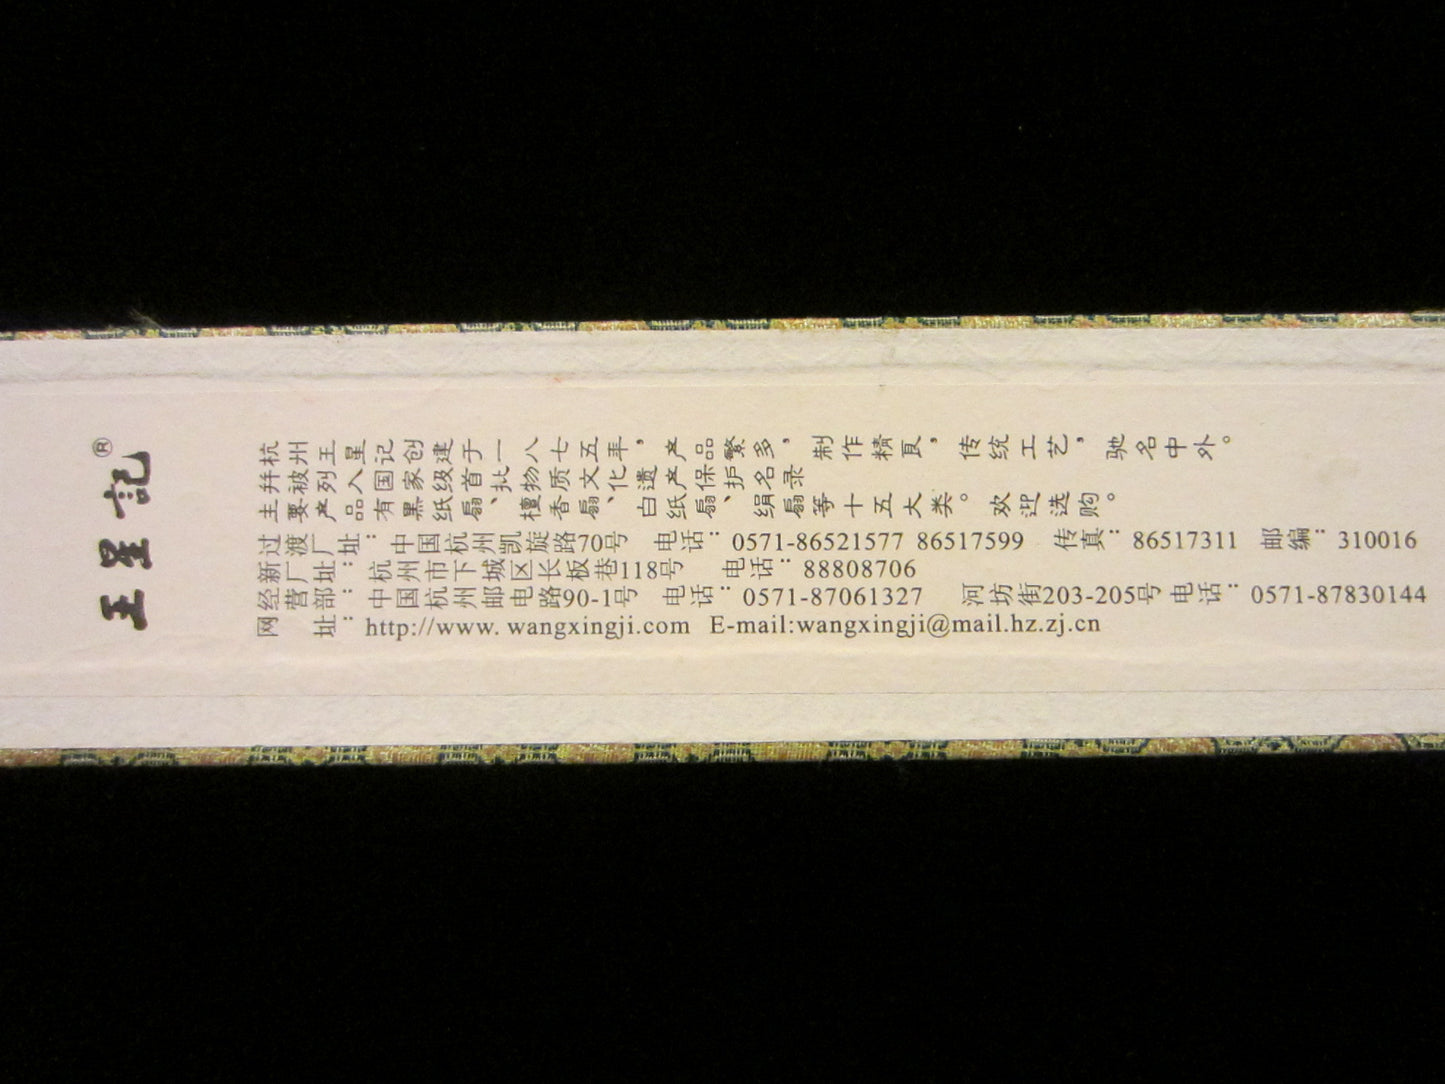 王星記®
杭州王星记创建于一八七五年，产品繁多，制作精良，传统工艺，驰名中外。
并被列入国家级首批物质文化遗产保护名录
主要产品有黑纸扇、檀香扇、白纸扇、绢扇等十五大类。欢迎选购。
过渡厂址：中国杭州凯旋路70号 电话：0571-86521577 86517599 传真：86517311 邮编：310016
新厂址：杭州市下城区长板巷118号 电话：88808706
经营部：中国杭州邮电路90-1号 电话：0571-87061327 河坊街203-205号 电话：0571-87830144
网 址：http://www. wangxingji.com E-mail:wangxingji@mail.hz.zj.cn